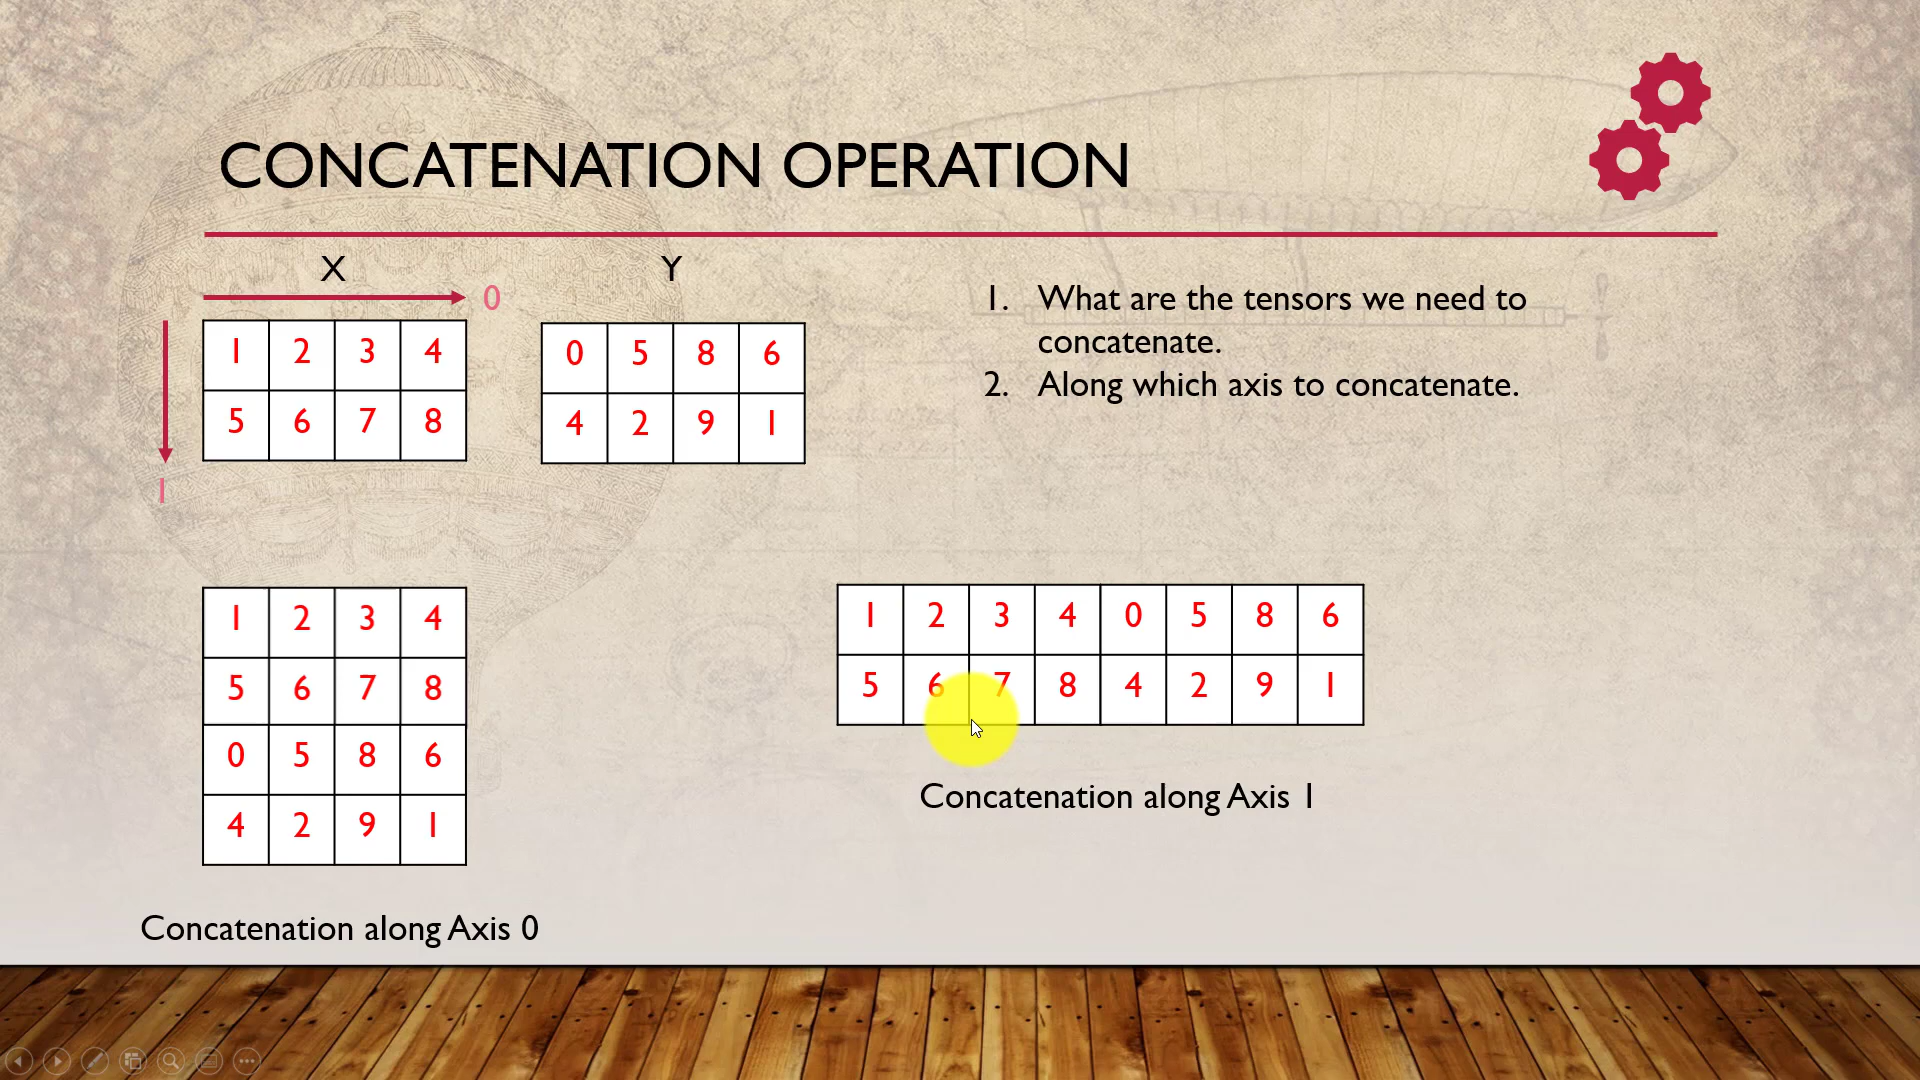 CONCATENATION OPERATION
X
Y
0
1
1 2 3 4
5 6 7 8
0 5 8 6
4 2 9 1
1. What are the tensors we need to
concatenate.
2. Along which axis to concatenate.
1 2 3 4
5 6 7 8
0 5 8 6
4 2 9 1
Concatenation along Axis 0
1 2 3 4 0 5 8 6
5 6 7 8 4 2 9 1
Concatenation along Axis 1